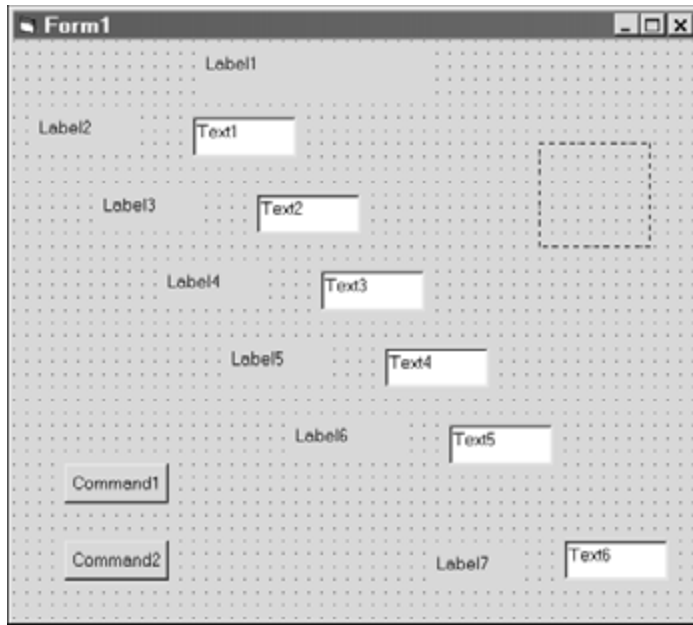 Form1
Label1
Label2 Text1
Label3 Text2
Label4 Text3
Label5 Text4
Label6 Text5
Command1
Command2 Label7 Text6